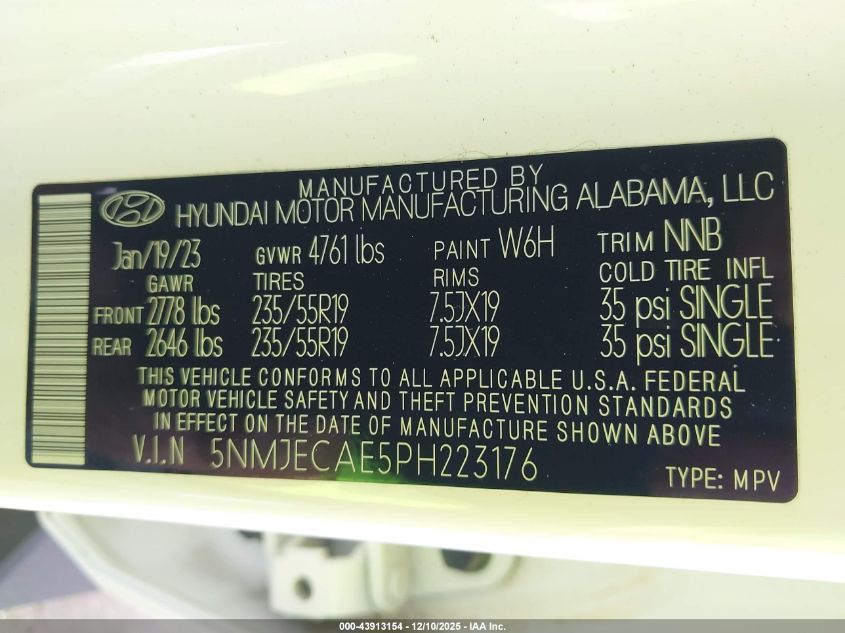 MANUFACTURED BY
HYUNDAI MOTOR MANUFACTURING ALABAMA, LLC
Jan/19/23 GVWR 4761 lbs PAINT W6H TRIM NNB
GAWR TIRES RIMS COLD TIRE INFL
FRONT 2778 lbs 235/55R19 7.5JX19 35 psi SINGLE
REAR 2646 lbs 235/55R19 7.5JX19 35 psi SINGLE
THIS VEHICLE CONFORMS TO ALL APPLICABLE U.S.A. FEDERAL
MOTOR VEHICLE SAFETY AND THEFT PREVENTION STANDARDS
IN EFFECT ON THE DATE OF MANUFACTURE SHOWN ABOVE
V.I.N 5NMJECAE5PH223176 TYPE: MPV
000-43913154 - 12/10/2025 - IAA Inc.